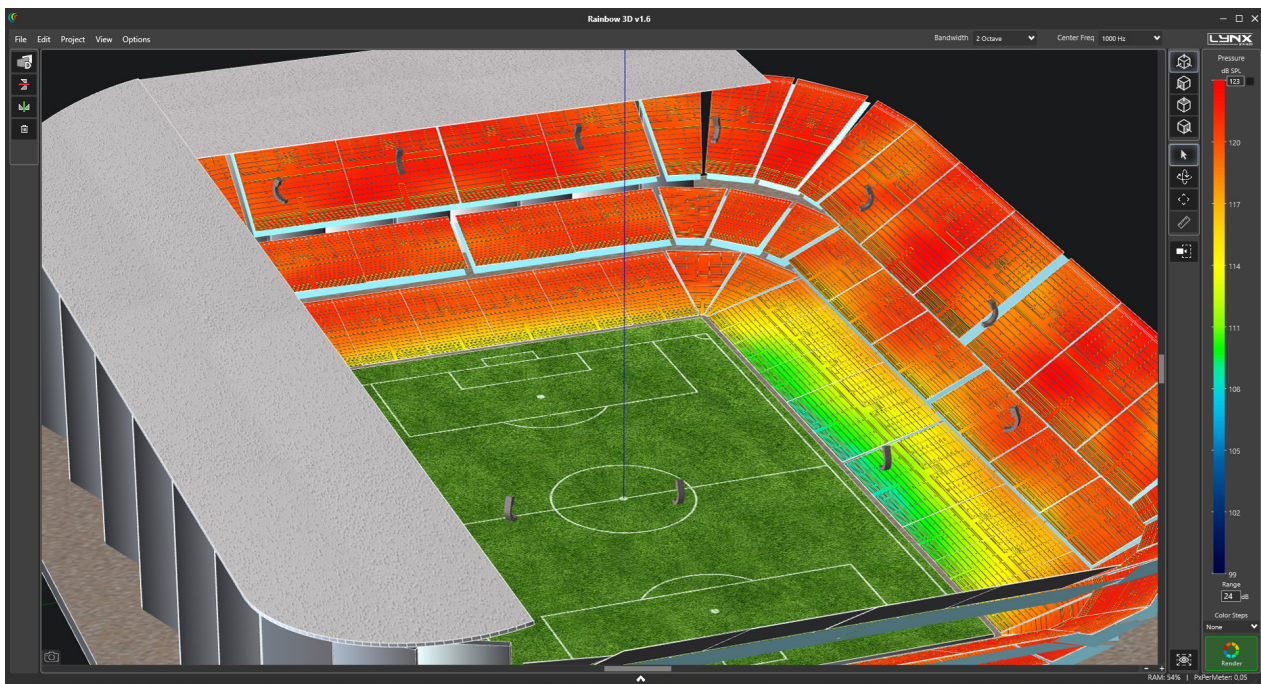 Rainbow 3D v1.6
File Edit Project View Options
Bandwidth 2 Octave Center Freq 1000 Hz
LYNX
Pressure
dB SPL
123
120
117
114
111
108
105
102
99
Range
24 dB
Color Steps
None
Render
RAM: 54% | PxPerMeter: 0,05